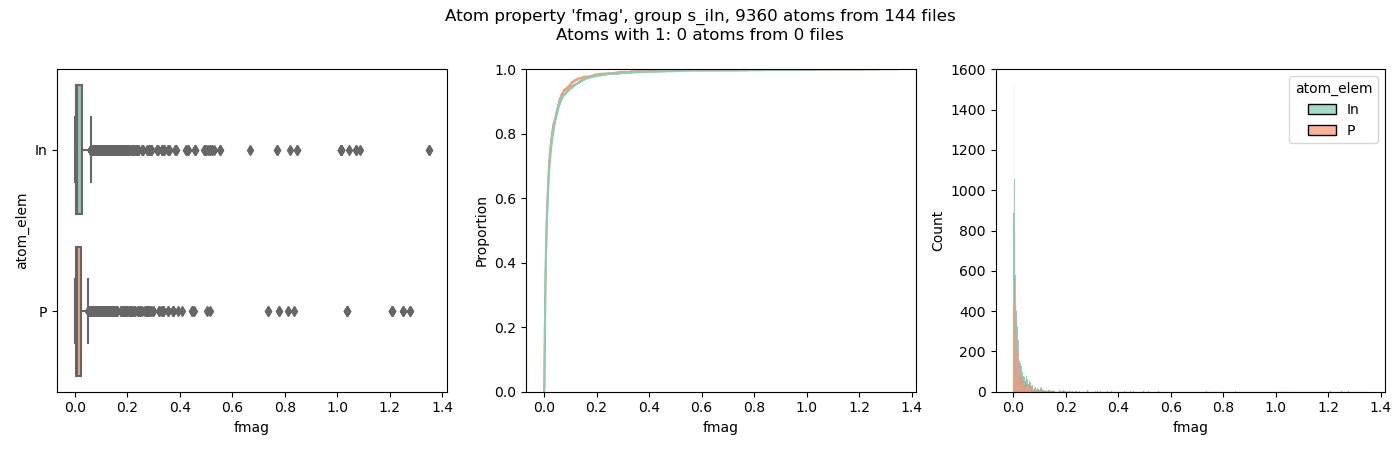 Atom property 'fmag', group s_iIn, 9360 atoms from 144 files
Atoms with 1: 0 atoms from 0 files
atom_elem
In
P
0.0 0.2 0.4 0.6 0.8 1.0 1.2 1.4
fmag
Proportion
1.0
0.8
0.6
0.4
0.2
0.0
0.0 0.2 0.4 0.6 0.8 1.0 1.2 1.4
fmag
Count
1600
1400
1200
1000
800
600
400
200
0
0.0 0.2 0.4 0.6 0.8 1.0 1.2 1.4
fmag
atom_elem
In
P